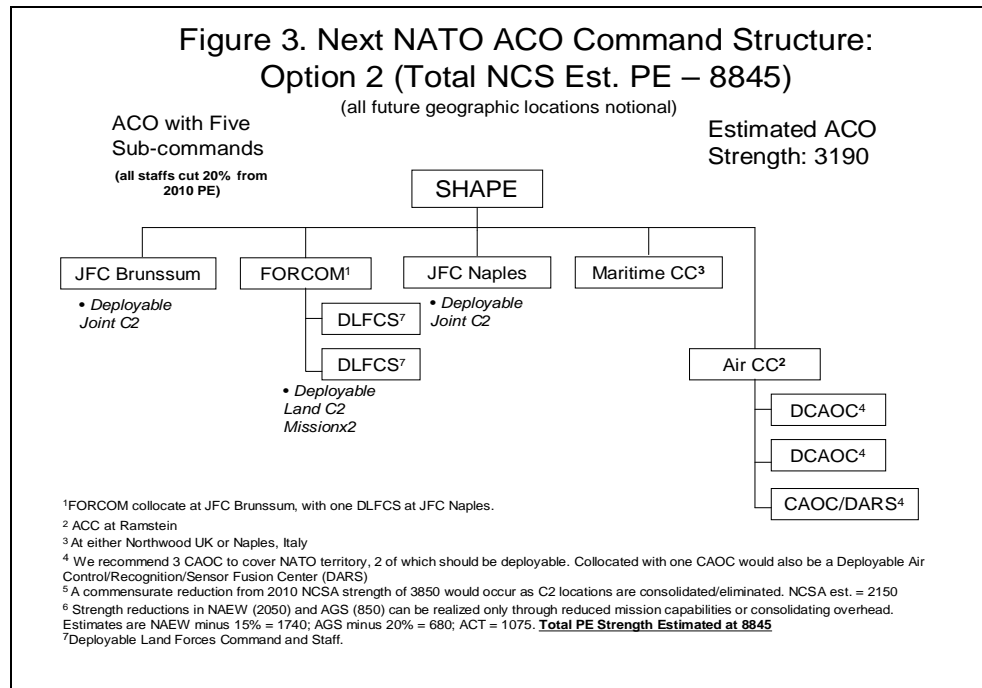 Figure 3. Next NATO ACO Command Structure:
Option 2 (Total NCS Est. PE – 8845)
(all future geographic locations notional)
ACO with Five
Sub-commands
(all staffs cut 20% from
2010 PE)
Estimated ACO
Strength: 3190
SHAPE
JFC Brunssum
FORCOM¹
JFC Naples
Maritime CC³
• Deployable
Joint C2
DLFCS⁷
DLFCS⁷
• Deployable
Land C2
Missionx2
• Deployable
Joint C2
Air CC²
DCAOC⁴
DCAOC⁴
CAOC/DARS⁴
¹FORCOM collocate at JFC Brunssum, with one DLFCS at JFC Naples.
² ACC at Ramstein
³ At either Northwood UK or Naples, Italy
⁴ We recommend 3 CAOC to cover NATO territory, 2 of which should be deployable. Collocated with one CAOC would also be a Deployable Air
Control/Recognition/Sensor Fusion Center (DARS)
⁵ A commensurate reduction from 2010 NCSA strength of 3850 would occur as C2 locations are consolidated/eliminated. NCSA est. = 2150
⁶ Strength reductions in NAEW (2050) and AGS (850) can be realized only through reduced mission capabilities or consolidating overhead.
Estimates are NAEW minus 15% = 1740; AGS minus 20% = 680; ACT = 1075. Total PE Strength Estimated at 8845
⁷Deployable Land Forces Command and Staff.